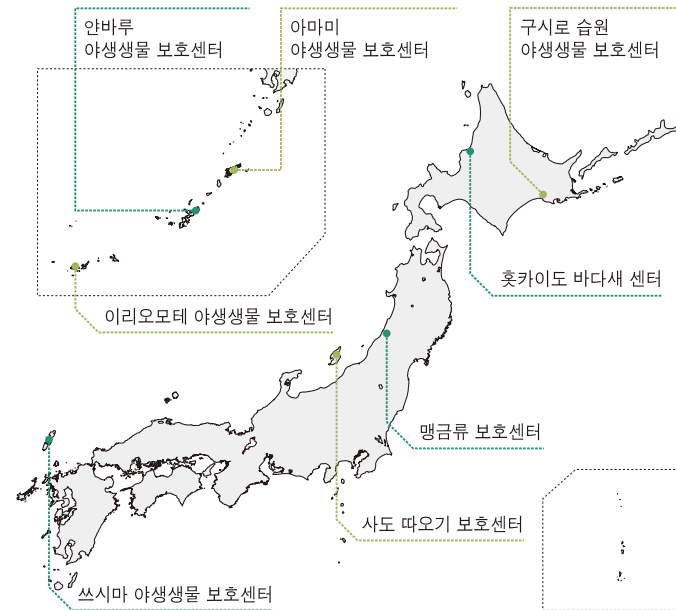 얀바루
야생생물 보호센터
아마미
야생생물 보호센터
구시로 습원
야생생물 보호센터
홋카이도 바다새 센터
이리오모테 야생생물 보호센터
맹금류 보호센터
사도 따오기 보호센터
쓰시마 야생생물 보호센터